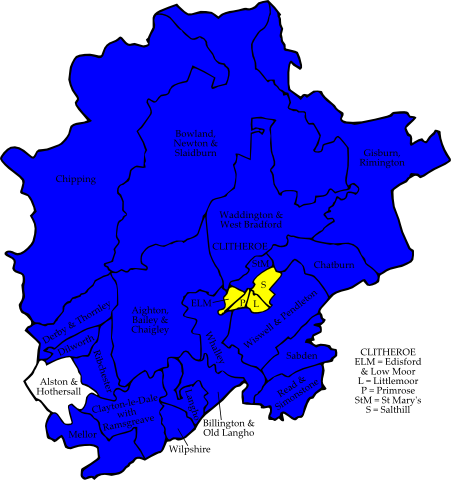 Bowland,
Newton &
Slaidburn
Gisburn,
Rimington
Chipping
Waddington &
West Bradford
CLITHEROE
StM
Chatburn
S
ELM
P
L
Derby & Thornley
Dilworth
Ribchester
Aighton
Bailey &
Chaigley
Whalley
Wiswell & Pendleton
Sabden
Read &
Simonstone
Alston &
Hothersall
Clayton-le-Dale
with
Ramsgreave
Mellor
Langho
Billington &
Old Langho
Wilpshire
CLITHEROE
ELM = Edisford
& Low Moor
L = Littlemoor
P = Primrose
StM = St Mary's
S = Salthill